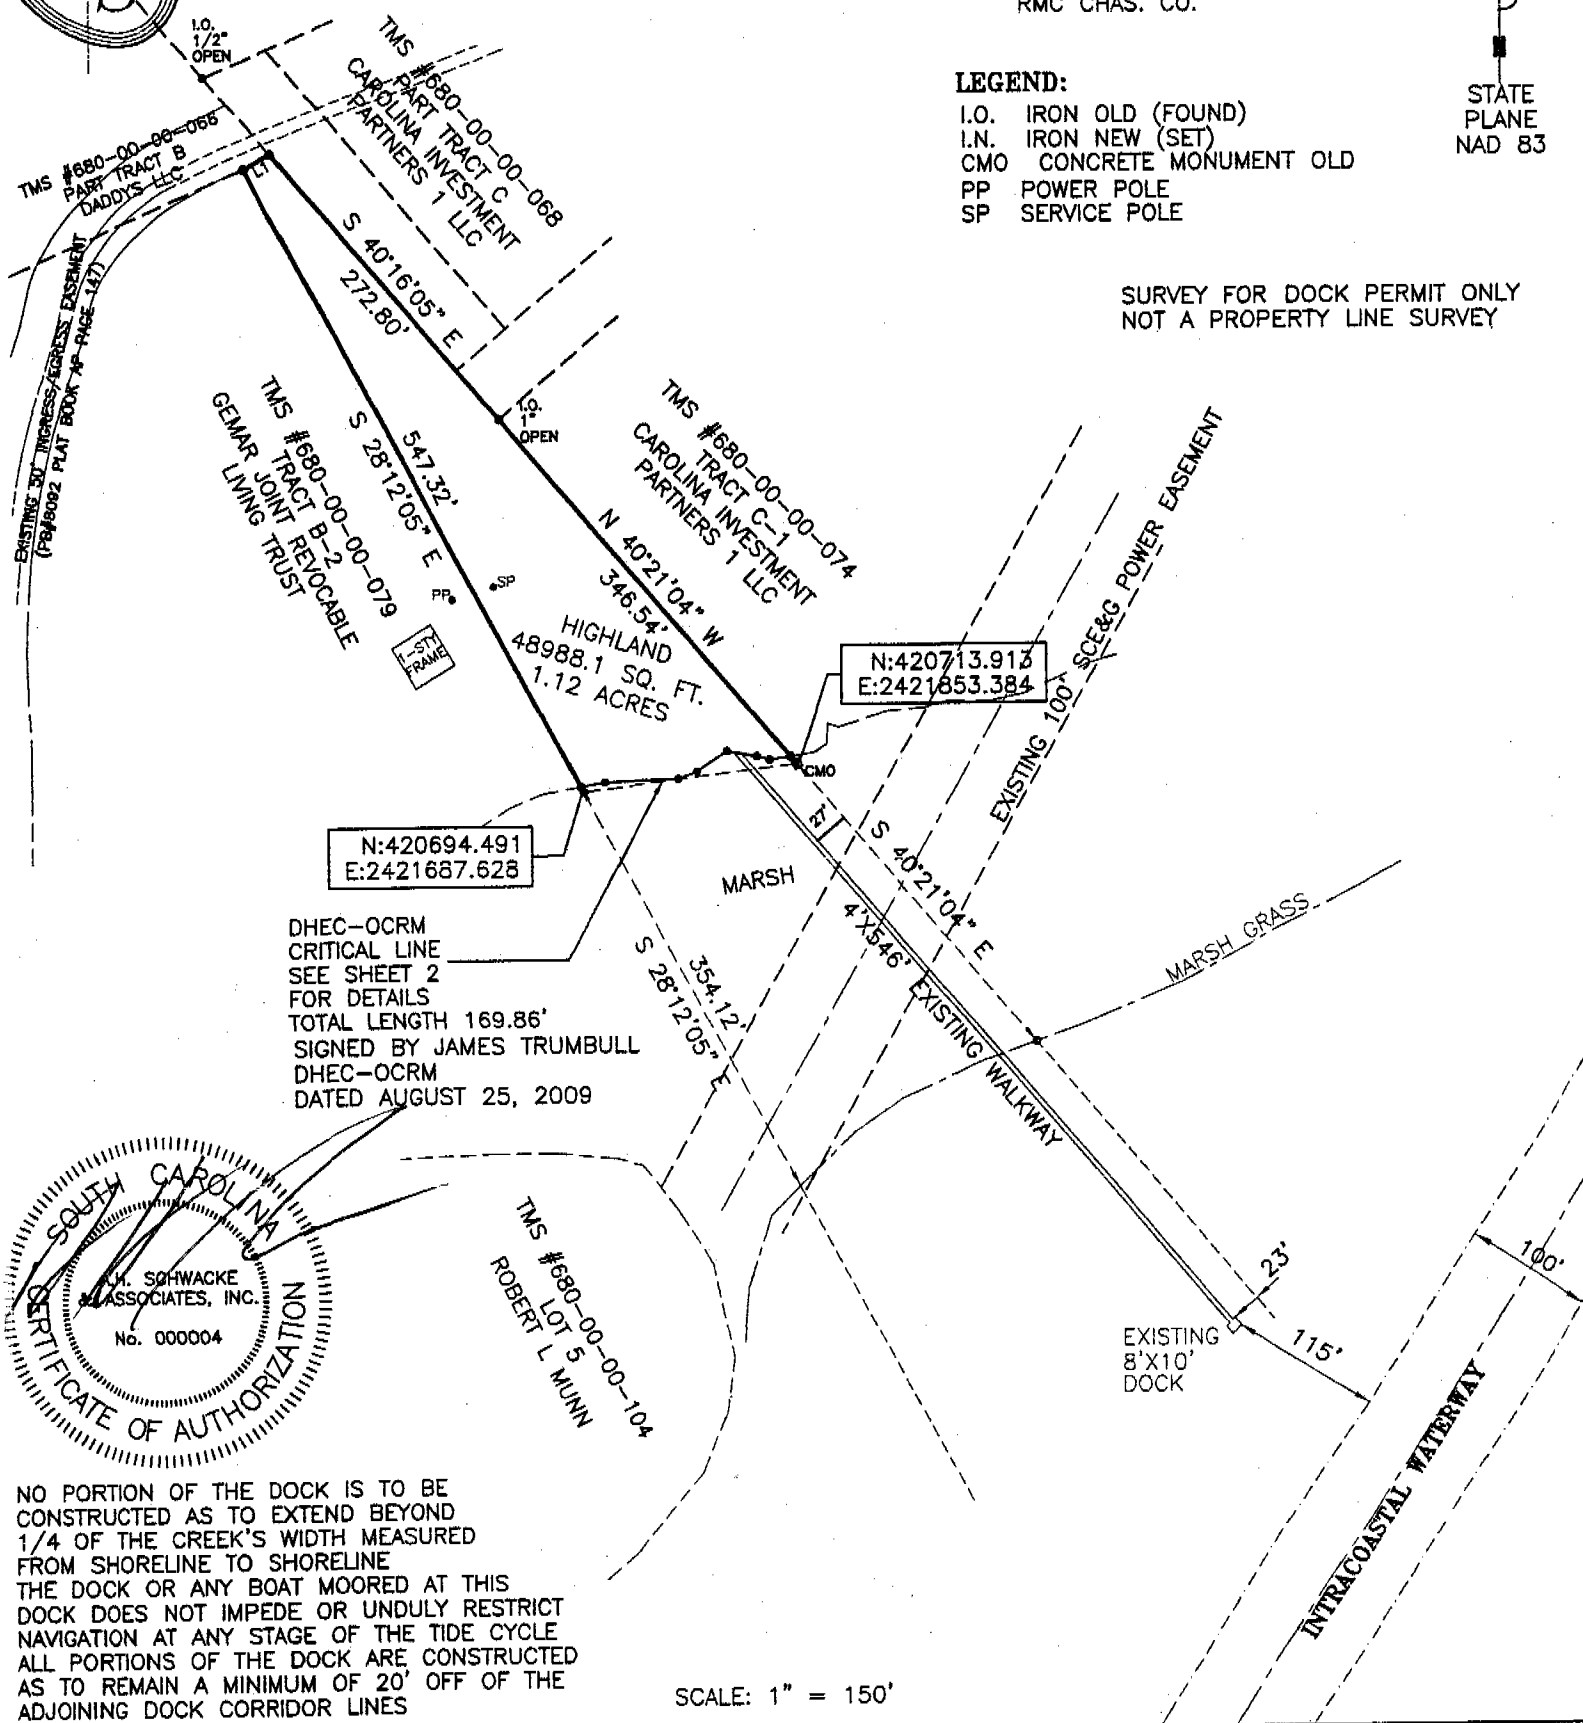 RMC CHAS. CO.
I.O.
1/2"
OPEN
LEGEND:
I.O. IRON OLD (FOUND)
I.N. IRON NEW (SET)
CMO CONCRETE MONUMENT OLD
PP POWER POLE
SP SERVICE POLE
STATE
PLANE
NAD 83
SURVEY FOR DOCK PERMIT ONLY
NOT A PROPERTY LINE SURVEY
TMS #680-00-00-068
PART TRACT C
CAROLINA INVESTMENT
PARTNERS 1 LLC
TMS #680-00-00-068
PART TRACT B
DADDYS LLC
L1
S 40°16'05" E
272.80'
EXISTING 50' INGRESS/EGRESS EASEMENT
(PB#8092 PLAT BOOK AP PAGE 147)
I.O.
1"
OPEN
TMS #680-00-00-079
TRACT B-2
GEMAR JOINT REVOCABLE
LIVING TRUST
547.32'
S 28°12'05" E
TMS #680-00-00-074
TRACT C-1
CAROLINA INVESTMENT
PARTNERS 1 LLC
N 40°21'04" W
346.54'
PP
SP
1-STY
FRAME
HIGHLAND
48988.1 SQ. FT.
1.12 ACRES
N:420713.913
E:2421853.384
EXISTING 100' SCE&G POWER EASEMENT
CMO
27'
S 40°21'04" E
N:420694.491
E:2421687.628
MARSH
4'X546' EXISTING WALKWAY
MARSH GRASS
DHEC-OCRM
CRITICAL LINE
SEE SHEET 2
FOR DETAILS
TOTAL LENGTH 169.86'
SIGNED BY JAMES TRUMBULL
DHEC-OCRM
DATED AUGUST 25, 2009
354.12'
S 28°12'05" E
SOUTH CAROLINA
CERTIFICATE OF AUTHORIZATION
SCHWACKE
& ASSOCIATES, INC.
No. 000004
TMS #680-00-00-104
LOT 5
ROBERT L MUNN
23'
100'
115'
EXISTING
8'X10'
DOCK
INTRACOASTAL WATERWAY
NO PORTION OF THE DOCK IS TO BE
CONSTRUCTED AS TO EXTEND BEYOND
1/4 OF THE CREEK'S WIDTH MEASURED
FROM SHORELINE TO SHORELINE
THE DOCK OR ANY BOAT MOORED AT THIS
DOCK DOES NOT IMPEDE OR UNDULY RESTRICT
NAVIGATION AT ANY STAGE OF THE TIDE CYCLE
ALL PORTIONS OF THE DOCK ARE CONSTRUCTED
AS TO REMAIN A MINIMUM OF 20' OFF OF THE
ADJOINING DOCK CORRIDOR LINES
SCALE: 1" = 150'